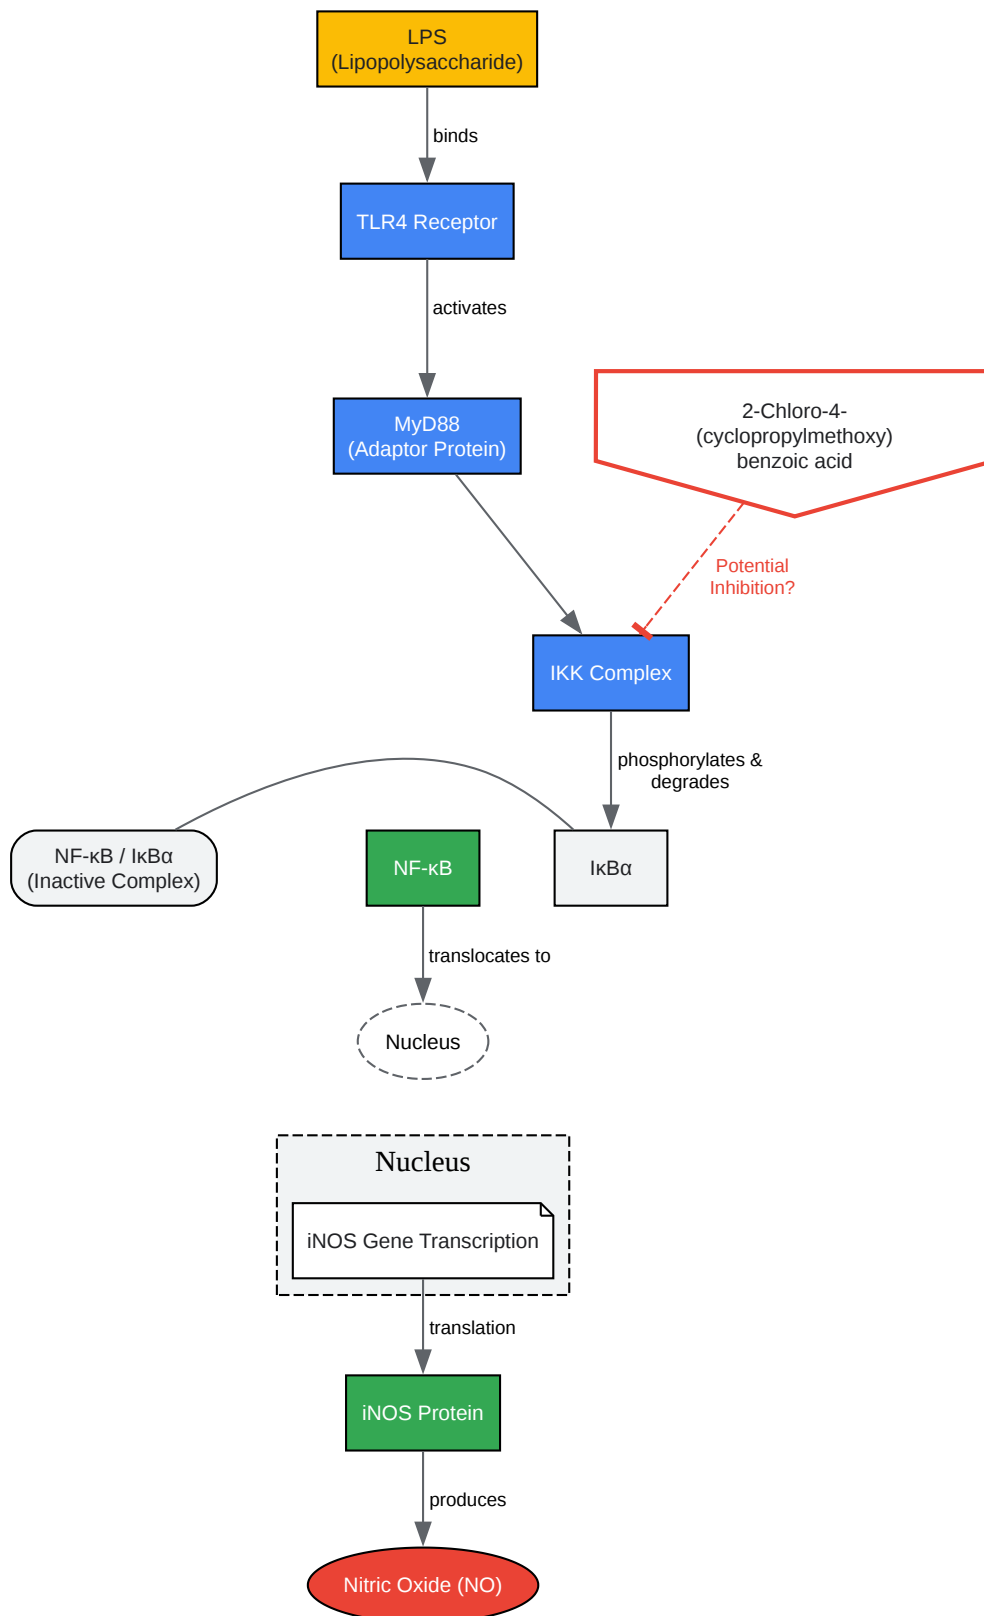 LPS
(Lipopolysaccharide)
binds
TLR4 Receptor
activates
MyD88
(Adaptor Protein)
2-Chloro-4-
(cyclopropylmethoxy)
benzoic acid
Potential
Inhibition?
IKK Complex
phosphorylates &
degrades
NF-κB / IκBα
(Inactive Complex)
NF-κB
IκBα
translocates to
Nucleus
Nucleus
iNOS Gene Transcription
translation
iNOS Protein
produces
Nitric Oxide (NO)